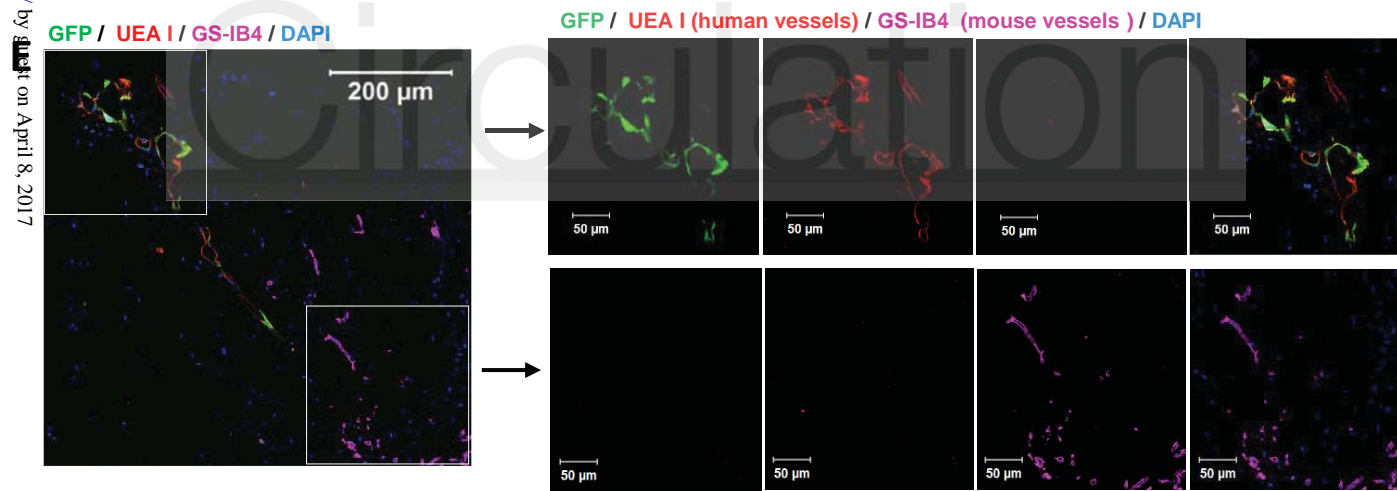 by guest on April 8, 2017
GFP / UEA I / GS-IB4 / DAPI
GFP / UEA I (human vessels) / GS-IB4 (mouse vessels ) / DAPI
Circulation
200 µm
50 µm
50 µm
50 µm
50 µm
50 µm
50 µm
50 µm
50 µm